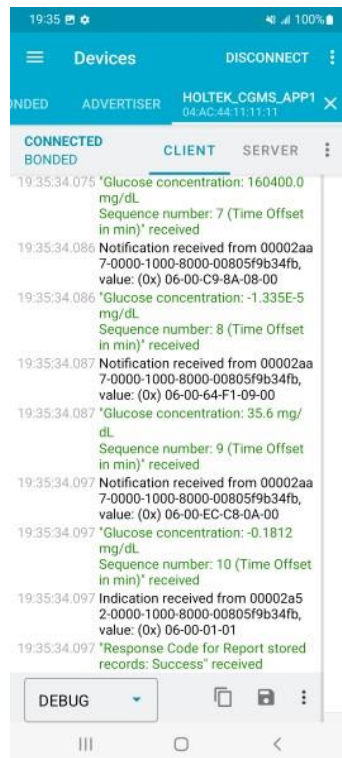 19:35 100%
Devices DISCONNECT
ONDED ADVERTISER HOLTEK_CGMS_APP1
04:AC:44:11:11:11
CONNECTED
BONDED CLIENT SERVER
19:35:34.075 "Glucose concentration: 160400.0
mg/dL
Sequence number: 7 (Time Offset
in min)" received
19:35:34.086 Notification received from 00002aa
7-0000-1000-8000-00805f9b34fb,
value: (0x) 06-00-C9-8A-08-00
19:35:34.086 "Glucose concentration: -1.335E-5
mg/dL
Sequence number: 8 (Time Offset
in min)" received
19:35:34.087 Notification received from 00002aa
7-0000-1000-8000-00805f9b34fb,
value: (0x) 06-00-64-F1-09-00
19:35:34.087 "Glucose concentration: 35.6 mg/
dL
Sequence number: 9 (Time Offset
in min)" received
19:35:34.097 Notification received from 00002aa
7-0000-1000-8000-00805f9b34fb,
value: (0x) 06-00-EC-C8-0A-00
19:35:34.097 "Glucose concentration: -0.1812
mg/dL
Sequence number: 10 (Time Offset
in min)" received
19:35:34.097 Indication received from 00002a5
2-0000-1000-8000-00805f9b34fb,
value: (0x) 06-00-01-01
19:35:34.097 "Response Code for Report stored
records: Success" received
DEBUG